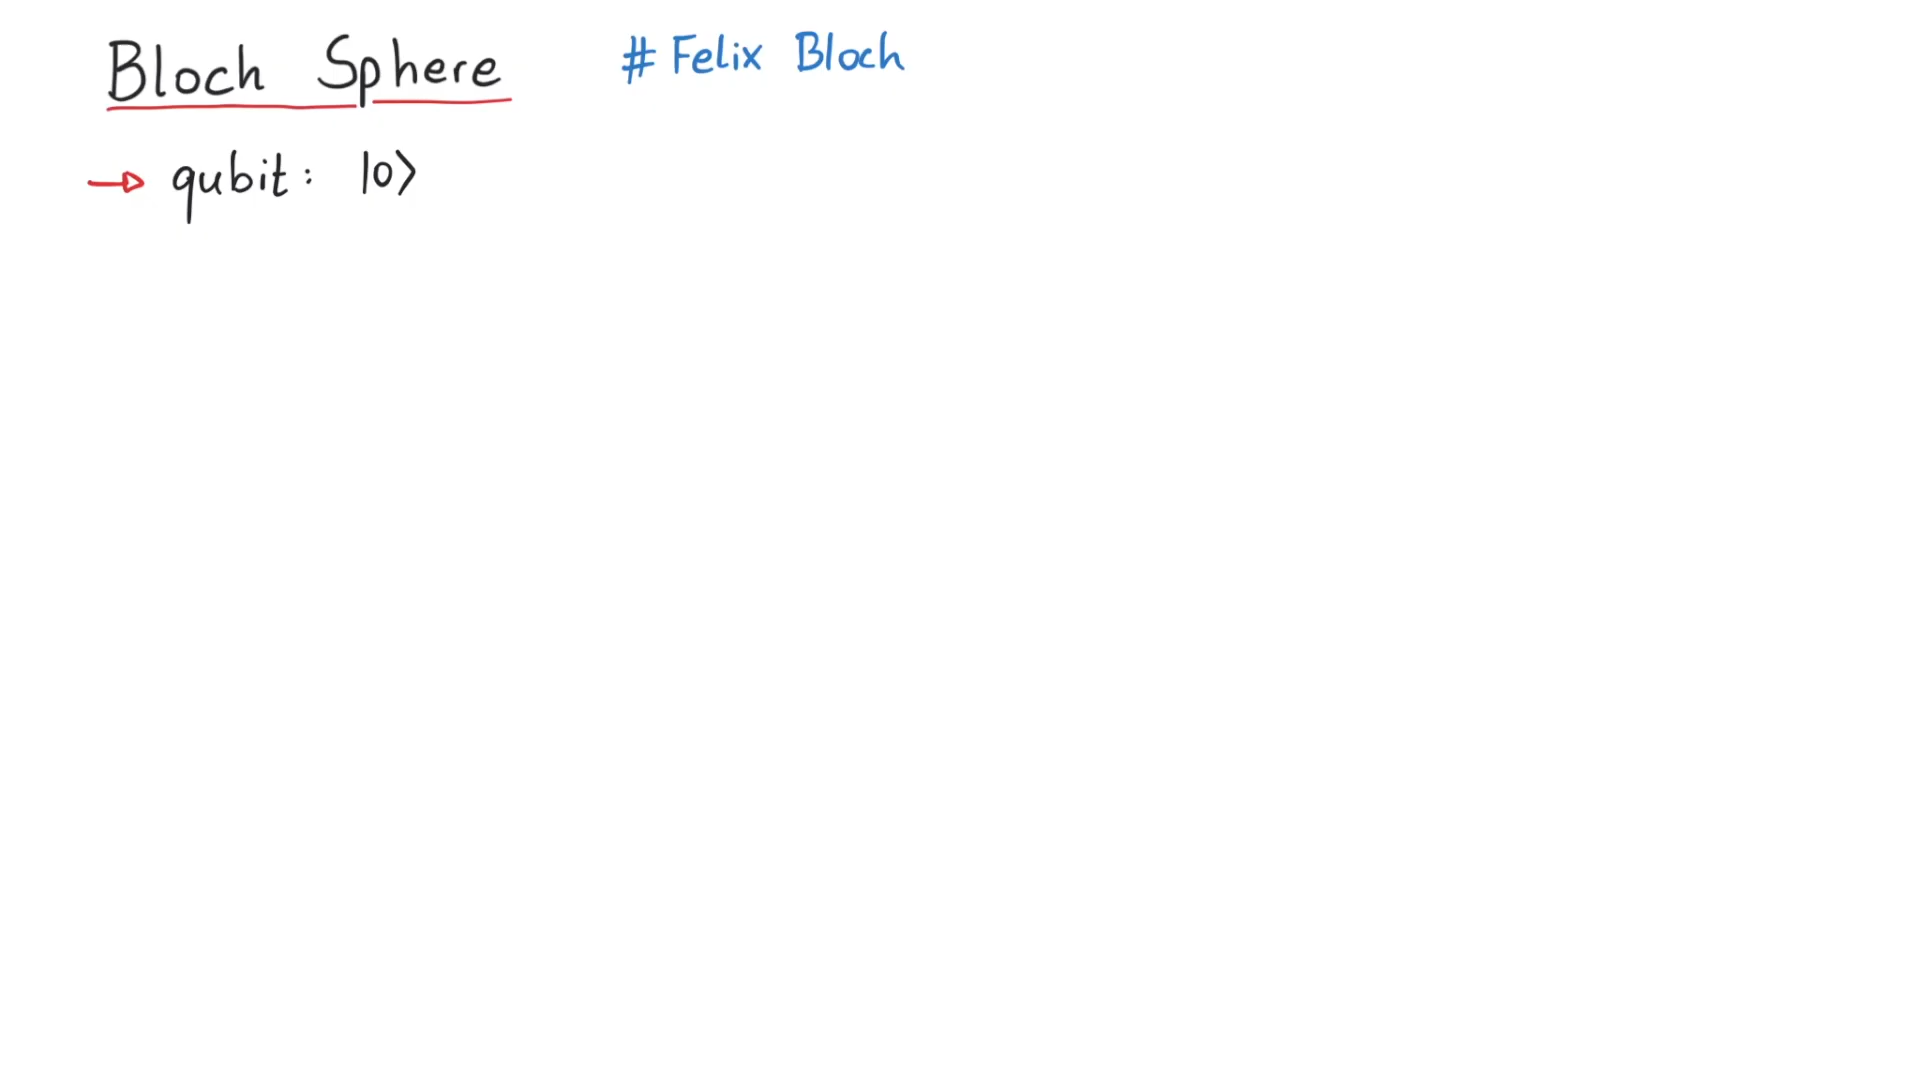 Bloch Sphere # Felix Bloch
→ qubit: |0⟩